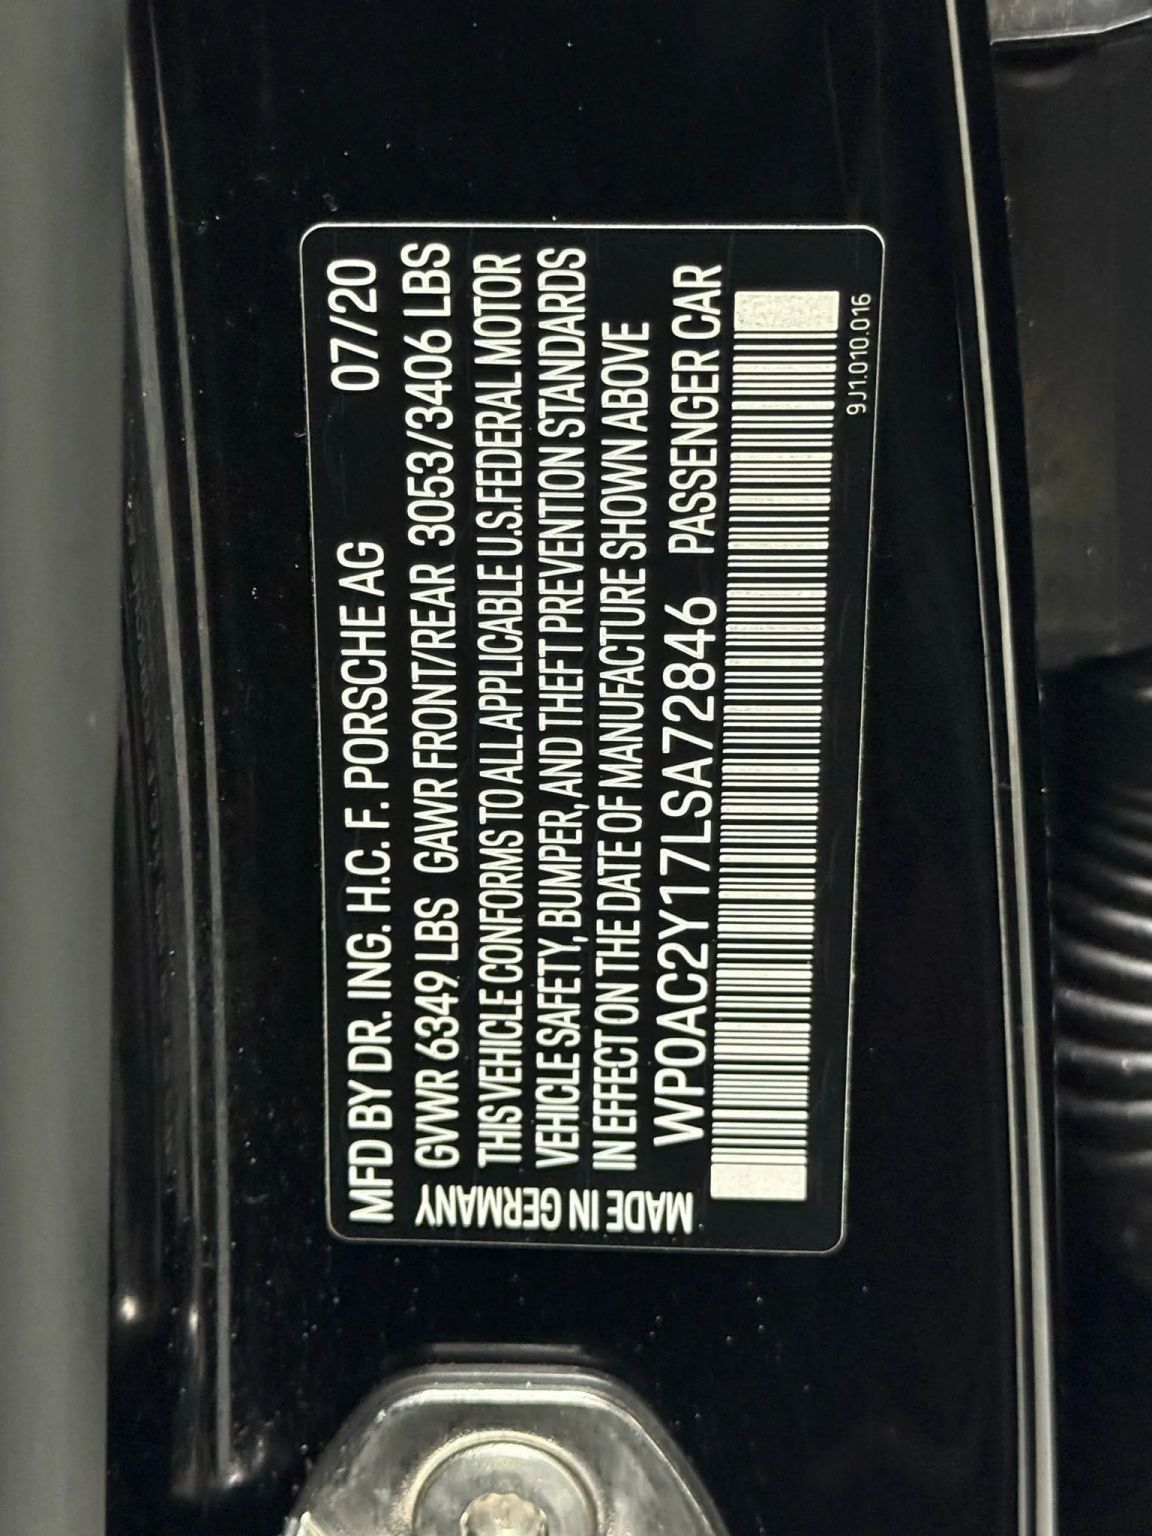 MFD BY DR. ING. H.C. F. PORSCHE AG 07/20
GVWR 6349 LBS GAWR FRONT/REAR 3053/3406 LBS
THIS VEHICLE CONFORMS TO ALL APPLICABLE U.S.FEDERAL MOTOR
VEHICLE SAFETY, BUMPER, AND THEFT PREVENTION STANDARDS
IN EFFECT ON THE DATE OF MANUFACTURE SHOWN ABOVE
WP0AC2Y17LSA72846 PASSENGER CAR
MADE IN GERMANY
9J1.010.016